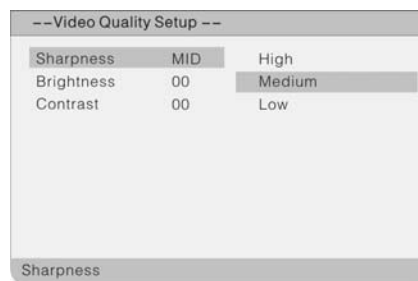 --Video Quality Setup --
Sharpness MID High
Brightness 00 Medium
Contrast 00 Low
Sharpness